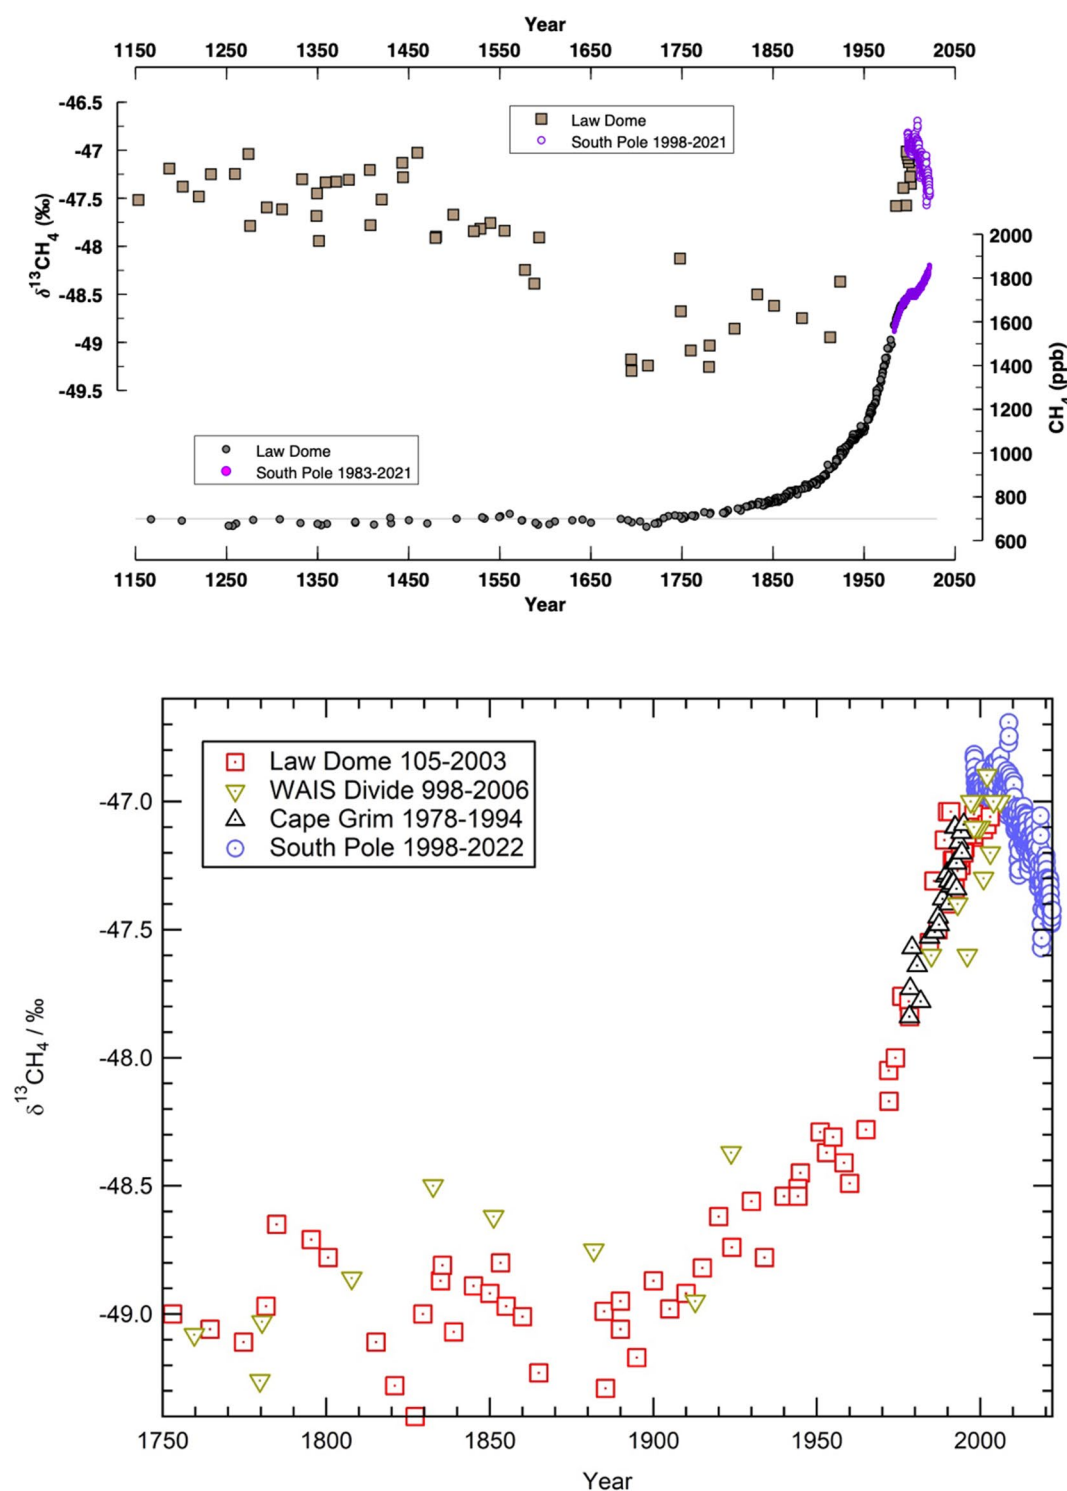 Year
1150 1250 1350 1450 1550 1650 1750 1850 1950 2050
-46.5
-47
-47.5
-48
-48.5
-49
-49.5
δ13CH4 (‰)
Law Dome
South Pole 1998-2021
2000
1800
1600
1400
1200
1000
800
600
CH4 (ppb)
Law Dome
South Pole 1983-2021
1150 1250 1350 1450 1550 1650 1750 1850 1950 2050
Year
Law Dome 105-2003
WAIS Divide 998-2006
Cape Grim 1978-1994
South Pole 1998-2022
-47.0
-47.5
-48.0
-48.5
-49.0
δ13CH4 / ‰
1750 1800 1850 1900 1950 2000
Year